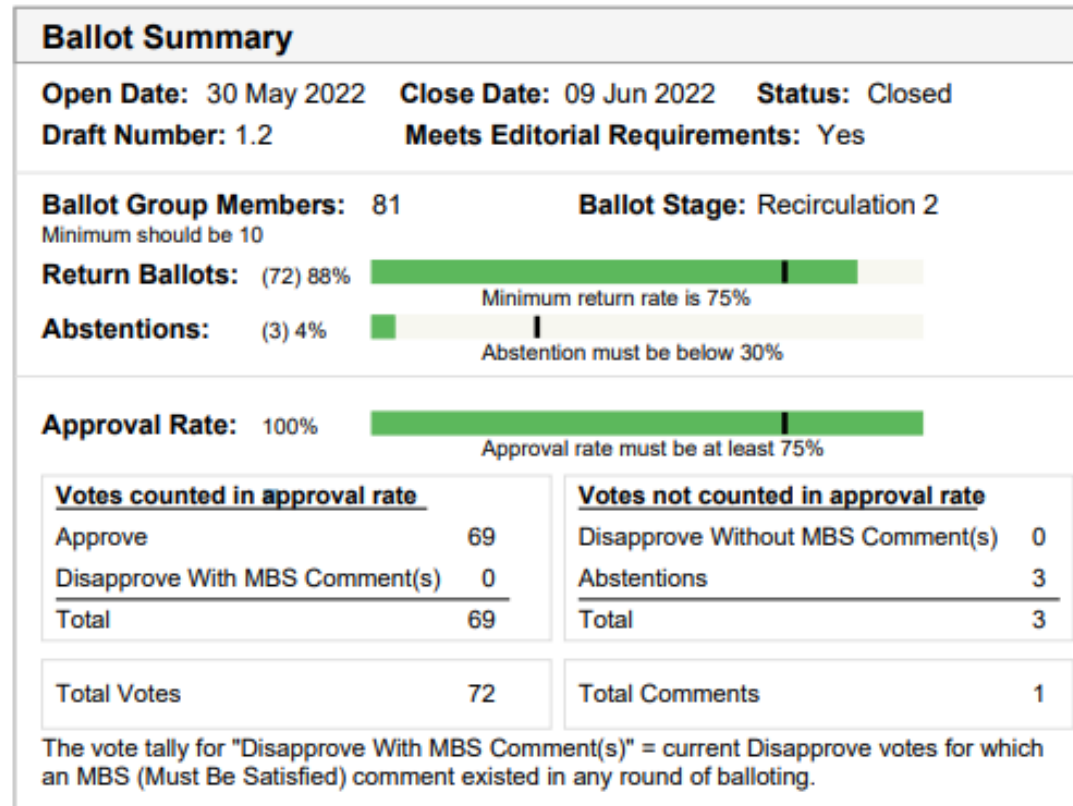 Ballot Summary
Open Date: 30 May 2022 Close Date: 09 Jun 2022 Status: Closed
Draft Number: 1.2 Meets Editorial Requirements: Yes
Ballot Group Members: 81 Ballot Stage: Recirculation 2
Minimum should be 10
Return Ballots: (72) 88%
Minimum return rate is 75%
Abstentions: (3) 4%
Abstention must be below 30%
Approval Rate: 100%
Approval rate must be at least 75%
Votes counted in approval rate
Approve 69
Disapprove With MBS Comment(s) 0
Total 69
Votes not counted in approval rate
Disapprove Without MBS Comment(s) 0
Abstentions 3
Total 3
Total Votes 72
Total Comments 1
The vote tally for "Disapprove With MBS Comment(s)" = current Disapprove votes for which
an MBS (Must Be Satisfied) comment existed in any round of balloting.